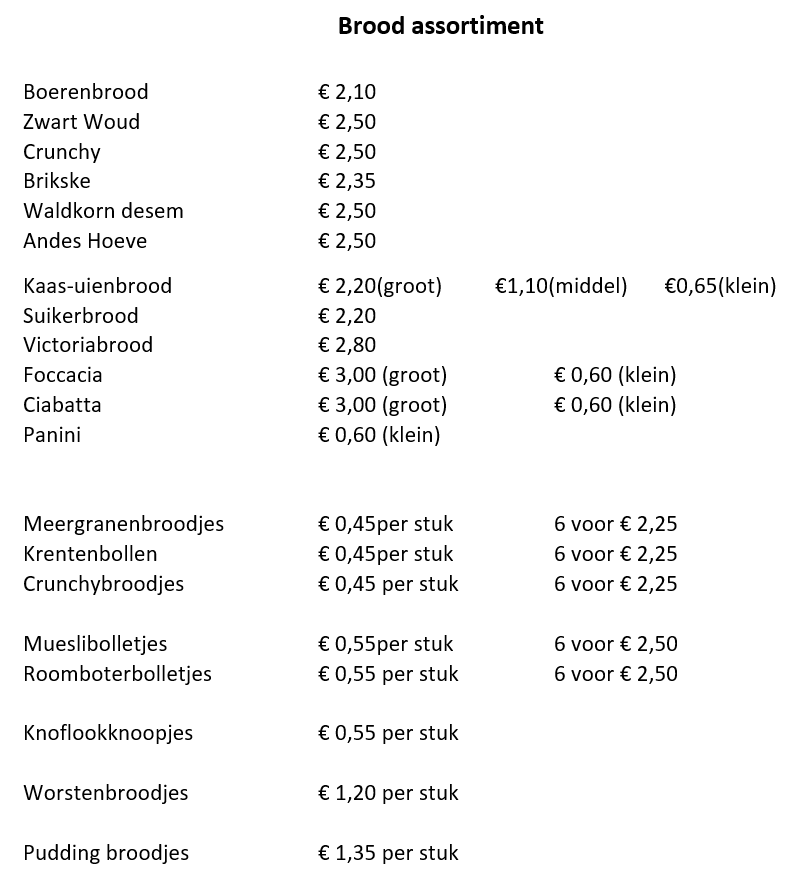 Brood assortiment
Boerenbrood € 2,10
Zwart Woud € 2,50
Crunchy € 2,50
Brikske € 2,35
Waldkorn desem € 2,50
Andes Hoeve € 2,50
Kaas-uienbrood € 2,20(groot) €1,10(middel) €0,65(klein)
Suikerbrood € 2,20
Victoriabrood € 2,80
Foccacia € 3,00 (groot) € 0,60 (klein)
Ciabatta € 3,00 (groot) € 0,60 (klein)
Panini € 0,60 (klein)
Meergranenbroodjes € 0,45per stuk 6 voor € 2,25
Krentenbollen € 0,45per stuk 6 voor € 2,25
Crunchybroodjes € 0,45 per stuk 6 voor € 2,25
Mueslibolletjes € 0,55per stuk 6 voor € 2,50
Roomboterbolletjes € 0,55 per stuk 6 voor € 2,50
Knoflookknoopjes € 0,55 per stuk
Worstenbroodjes € 1,20 per stuk
Pudding broodjes € 1,35 per stuk